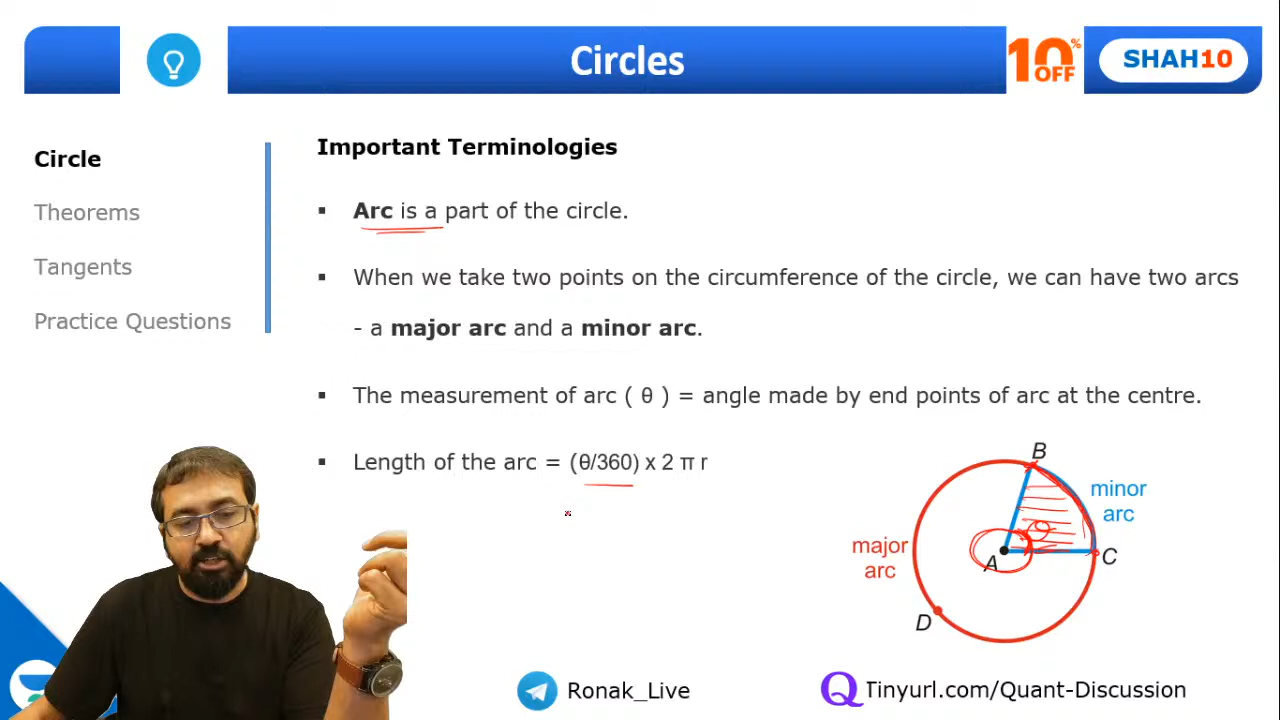 Circles
10% OFF
SHAH10
Circle
Theorems
Tangents
Practice Questions
Important Terminologies
▪ Arc is a part of the circle.
▪ When we take two points on the circumference of the circle, we can have two arcs
- a major arc and a minor arc.
▪ The measurement of arc ( θ ) = angle made by end points of arc at the centre.
▪ Length of the arc = (θ/360) x 2 π r
B
minor
arc
θ
major
arc
A
C
D
Ronak_Live
Q Tinyurl.com/Quant-Discussion